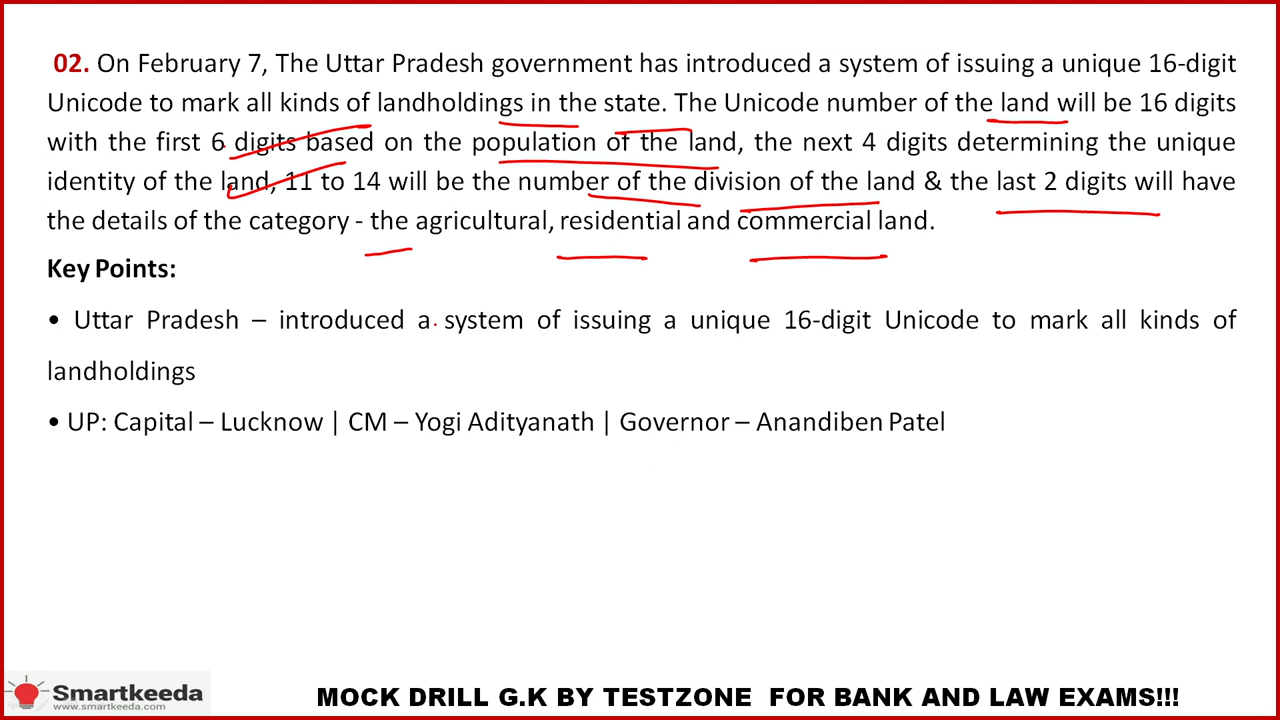 02. On February 7, The Uttar Pradesh government has introduced a system of issuing a unique 16-digit
Unicode to mark all kinds of landholdings in the state. The Unicode number of the land will be 16 digits
with the first 6 digits based on the population of the land, the next 4 digits determining the unique
identity of the land, 11 to 14 will be the number of the division of the land & the last 2 digits will have
the details of the category - the agricultural, residential and commercial land.
Key Points:
• Uttar Pradesh – introduced a system of issuing a unique 16-digit Unicode to mark all kinds of
landholdings
• UP: Capital – Lucknow | CM – Yogi Adityanath | Governor – Anandiben Patel
Smartkeeda
www.smartkeeda.com
MOCK DRILL G.K BY TESTZONE FOR BANK AND LAW EXAMS!!!